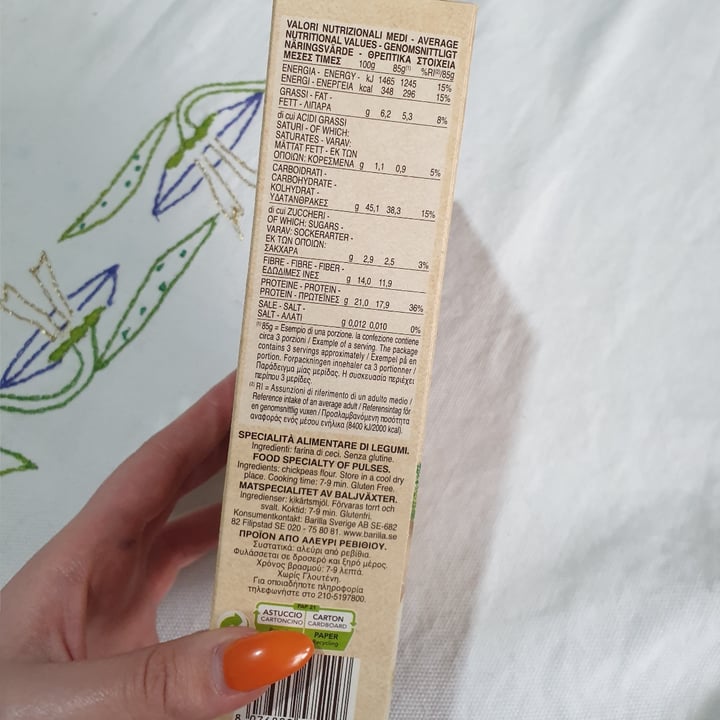 VALORI NUTRIZIONALI MEDI - AVERAGE
NUTRITIONAL VALUES - GENOMSNITTLIGT
NÄRINGSVÄRDE - ΘΡΕΠΤΙΚΑ ΣΤΟΙΧΕΙΑ
ΜΕΣΕΣ ΤΙΜΕΣ 100g 85g(1) %RI(2)/85g
ENERGIA - ENERGY - kJ 1465 1245 15%
ENERGI - ΕΝΕΡΓΕΙΑ kcal 348 296 15%
GRASSI - FAT -
FETT - ΛΙΠΑΡΑ g 6,2 5,3 8%
di cui ACIDI GRASSI
SATURI - OF WHICH:
SATURATES - VARAV:
MÄTTAT FETT - ΕΚ ΤΩΝ
ΟΠΟΙΩΝ: ΚΟΡΕΣΜΕΝΑ g 1,1 0,9 5%
CARBOIDRATI -
CARBOHYDRATE -
KOLHYDRAT -
ΥΔΑΤΑΝΘΡΑΚΕΣ g 45,1 38,3 15%
di cui ZUCCHERI -
OF WHICH: SUGARS -
VARAV: SOCKERARTER -
ΕΚ ΤΩΝ ΟΠΟΙΩΝ:
ΣΑΚΧΑΡΑ g 2,9 2,5 3%
FIBRE - FIBRE - FIBER -
ΕΔΩΔΙΜΕΣ ΙΝΕΣ g 14,0 11,9
PROTEINE - PROTEIN -
PROTEIN - ΠΡΩΤΕΪΝΕΣ g 21,0 17,9 36%
SALE - SALT -
SALT - ΑΛΑΤΙ g 0,012 0,010 0%
(1) 85g = Esempio di una porzione. la confezione contiene
circa 3 porzioni / Example of a serving. The package
contains 3 servings approximately / Exempel på en
portion. Forpackningen innehaller ca 3 portionner /
Παράδειγμα μίας μερίδας. Η συσκευασία περιέχει
περίπου 3 μερίδες.
(2) RI = Assunzioni di riferimento di un adulto medio /
Reference intake of an average adult / Referensintag för
en genomsnittlig vuxen / Προσλαμβανόμενη ποσότητα
αναφοράς ενός μέσου ενήλικα (8400 kJ/2000 kcal).
SPECIALITÀ ALIMENTARE DI LEGUMI.
Ingredienti: farina di ceci. Senza glutine.
FOOD SPECIALTY OF PULSES.
Ingredients: chickpeas flour. Store in a cool dry
place. Cooking time: 7-9 min. Gluten Free.
MATSPECIALITET AV BALJVÄXTER.
Ingredienser: kikärtsmjöl. Förvaras torrt och
svalt. Koktid: 7-9 min. Glutenfri.
Konsumentkontakt: Barilla Sverige AB SE-682
82 Filipstad SE 020 - 75 80 81. www.barilla.se
ΠΡΟΪΟΝ ΑΠΟ ΑΛΕΥΡΙ ΡΕΒΙΘΙΟΥ.
Συστατικά: αλεύρι από ρεβίθια.
Φυλάσσεται σε δροσερό και ξηρό μέρος.
Χρόνος βρασμού: 7-9 λεπτά.
Χωρίς Γλουτένη.
Για οποιαδήποτε πληροφορία
τηλεφωνήστε στο 210-5197800.
PAP 21
ASTUCCIO CARTON
CARTONCINO CARDBOARD
PAPER
Recycling